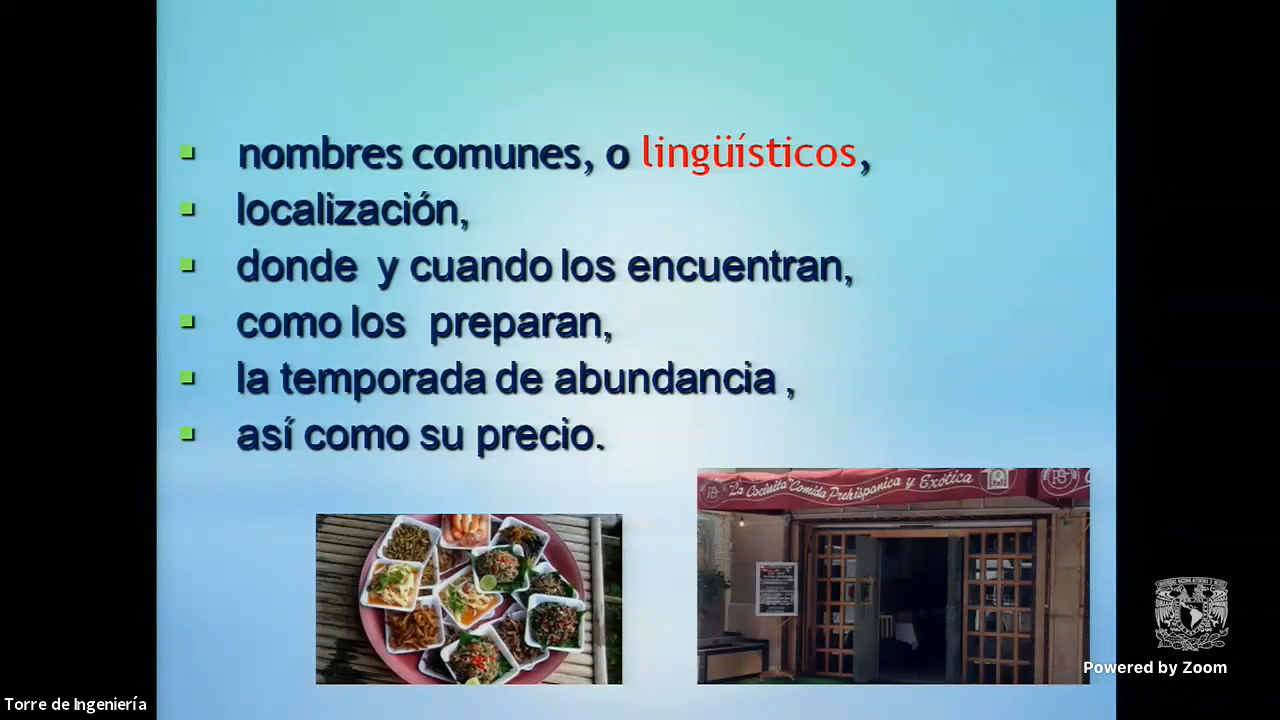 nombres comunes, o lingüísticos,
localización,
donde y cuando los encuentran,
como los preparan,
la temporada de abundancia ,
así como su precio.
"La Cocinita" Comida Prehispanica y Exótica
Powered by Zoom
Torre de Ingeniería